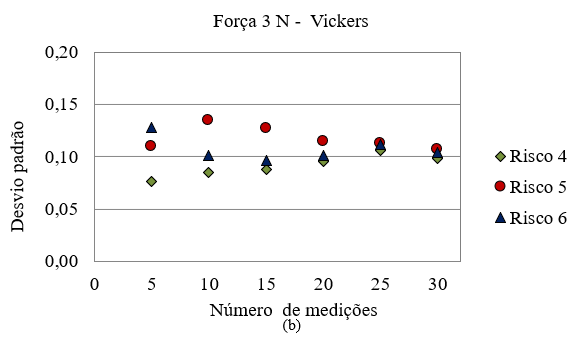 Força 3 N - Vickers
0,20
0,15
0,10
0,05
0,00
Desvio padrão
0 5 10 15 20 25 30
Número de medições
(b)
Risco 4
Risco 5
Risco 6